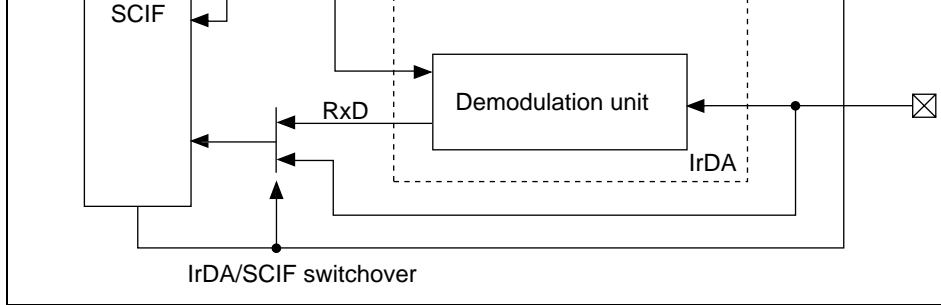 SCIF
RxD
Demodulation unit
IrDA
IrDA/SCIF switchover